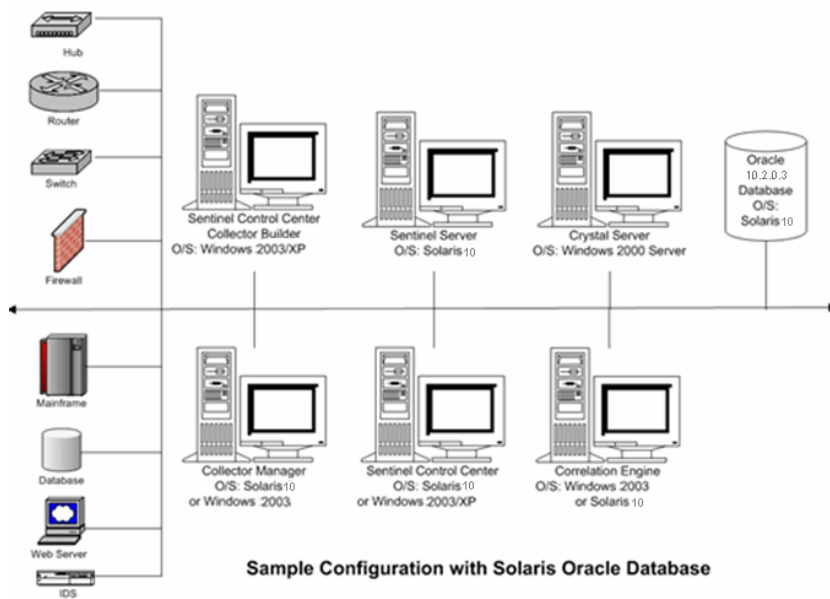 Hub
Router
Switch
Firewall
Mainframe
Database
Web Server
IDS
Sentinel Control Center
Collector Builder
O/S: Windows 2003/XP
Sentinel Server
O/S: Solaris 10
Crystal Server
O/S: Windows 2000 Server
Oracle
10.2.0.3
Database
O/S:
Solaris 10
Collector Manager
O/S: Solaris 10
or Windows 2003
Sentinel Control Center
O/S: Solaris 10
or Windows 2003/XP
Correlation Engine
O/S: Windows 2003
or Solaris 10
Sample Configuration with Solaris Oracle Database